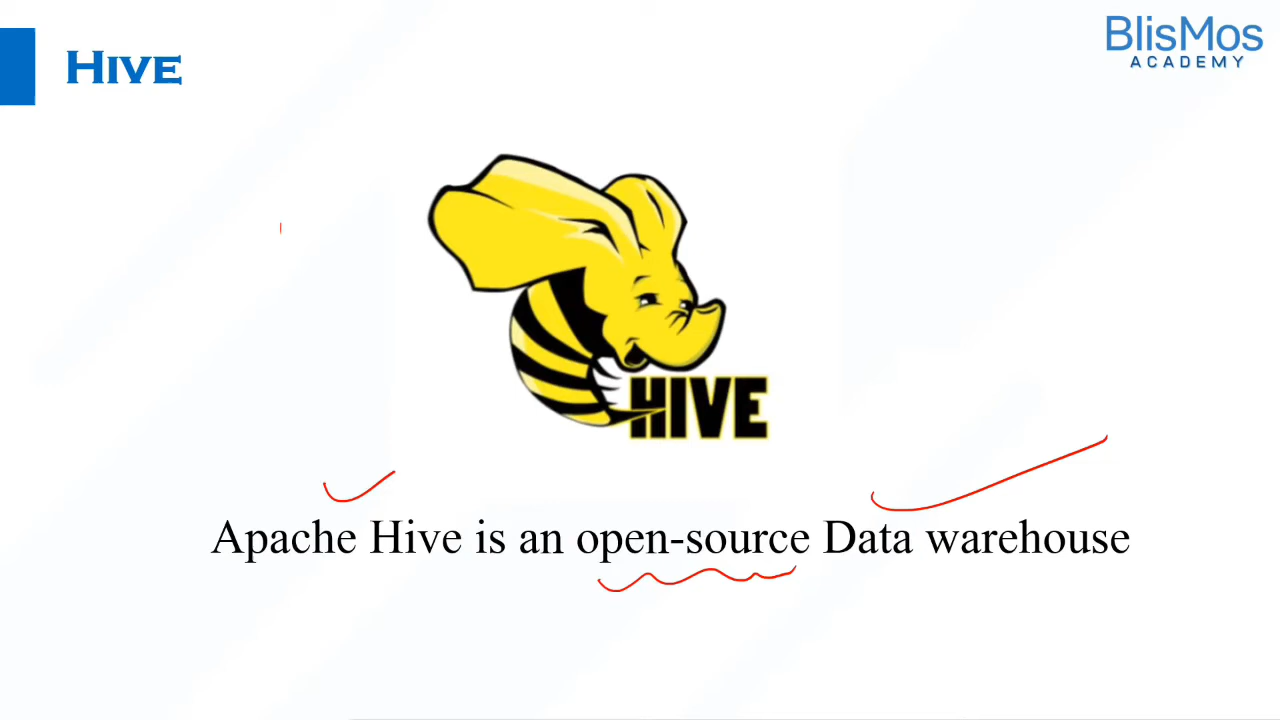 Hive
BlisMos
ACADEMY
HIVE
Apache Hive is an open-source Data warehouse